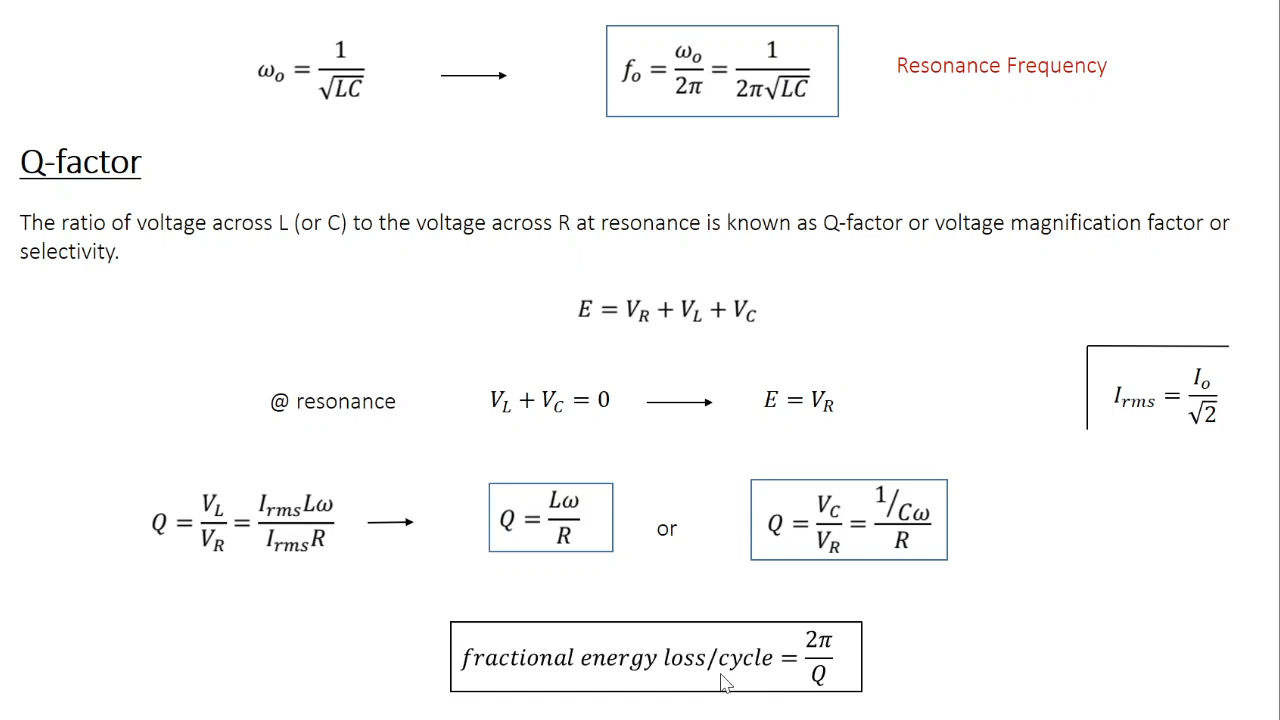 ω₀ = 1/√LC → f₀ = ω₀/2π = 1/2π√LC Resonance Frequency
Q-factor
The ratio of voltage across L (or C) to the voltage across R at resonance is known as Q-factor or voltage magnification factor or
selectivity.
E = V_R + V_L + V_C
@ resonance V_L + V_C = 0 → E = V_R I_rms = I_o/√2
Q = V_L/V_R = I_rms Lω/I_rms R → Q = Lω/R or Q = V_C/V_R = (1/Cω)/R
fractional energy loss/cycle = 2π/Q